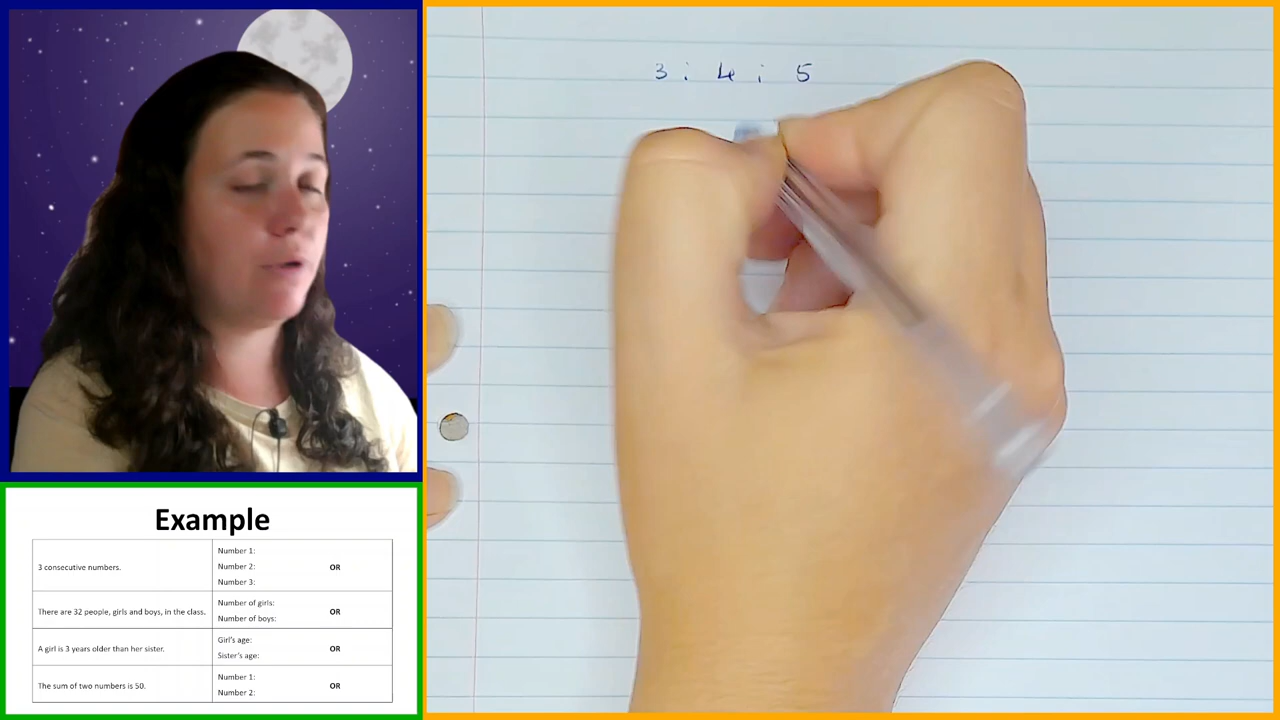 3 ; 4 ; 5
Example
3 consecutive numbers.
Number 1:
Number 2:
Number 3:
OR
There are 32 people, girls and boys, in the class.
Number of girls:
Number of boys:
OR
A girl is 3 years older than her sister.
Girl's age:
Sister's age:
OR
The sum of two numbers is 50.
Number 1:
Number 2:
OR